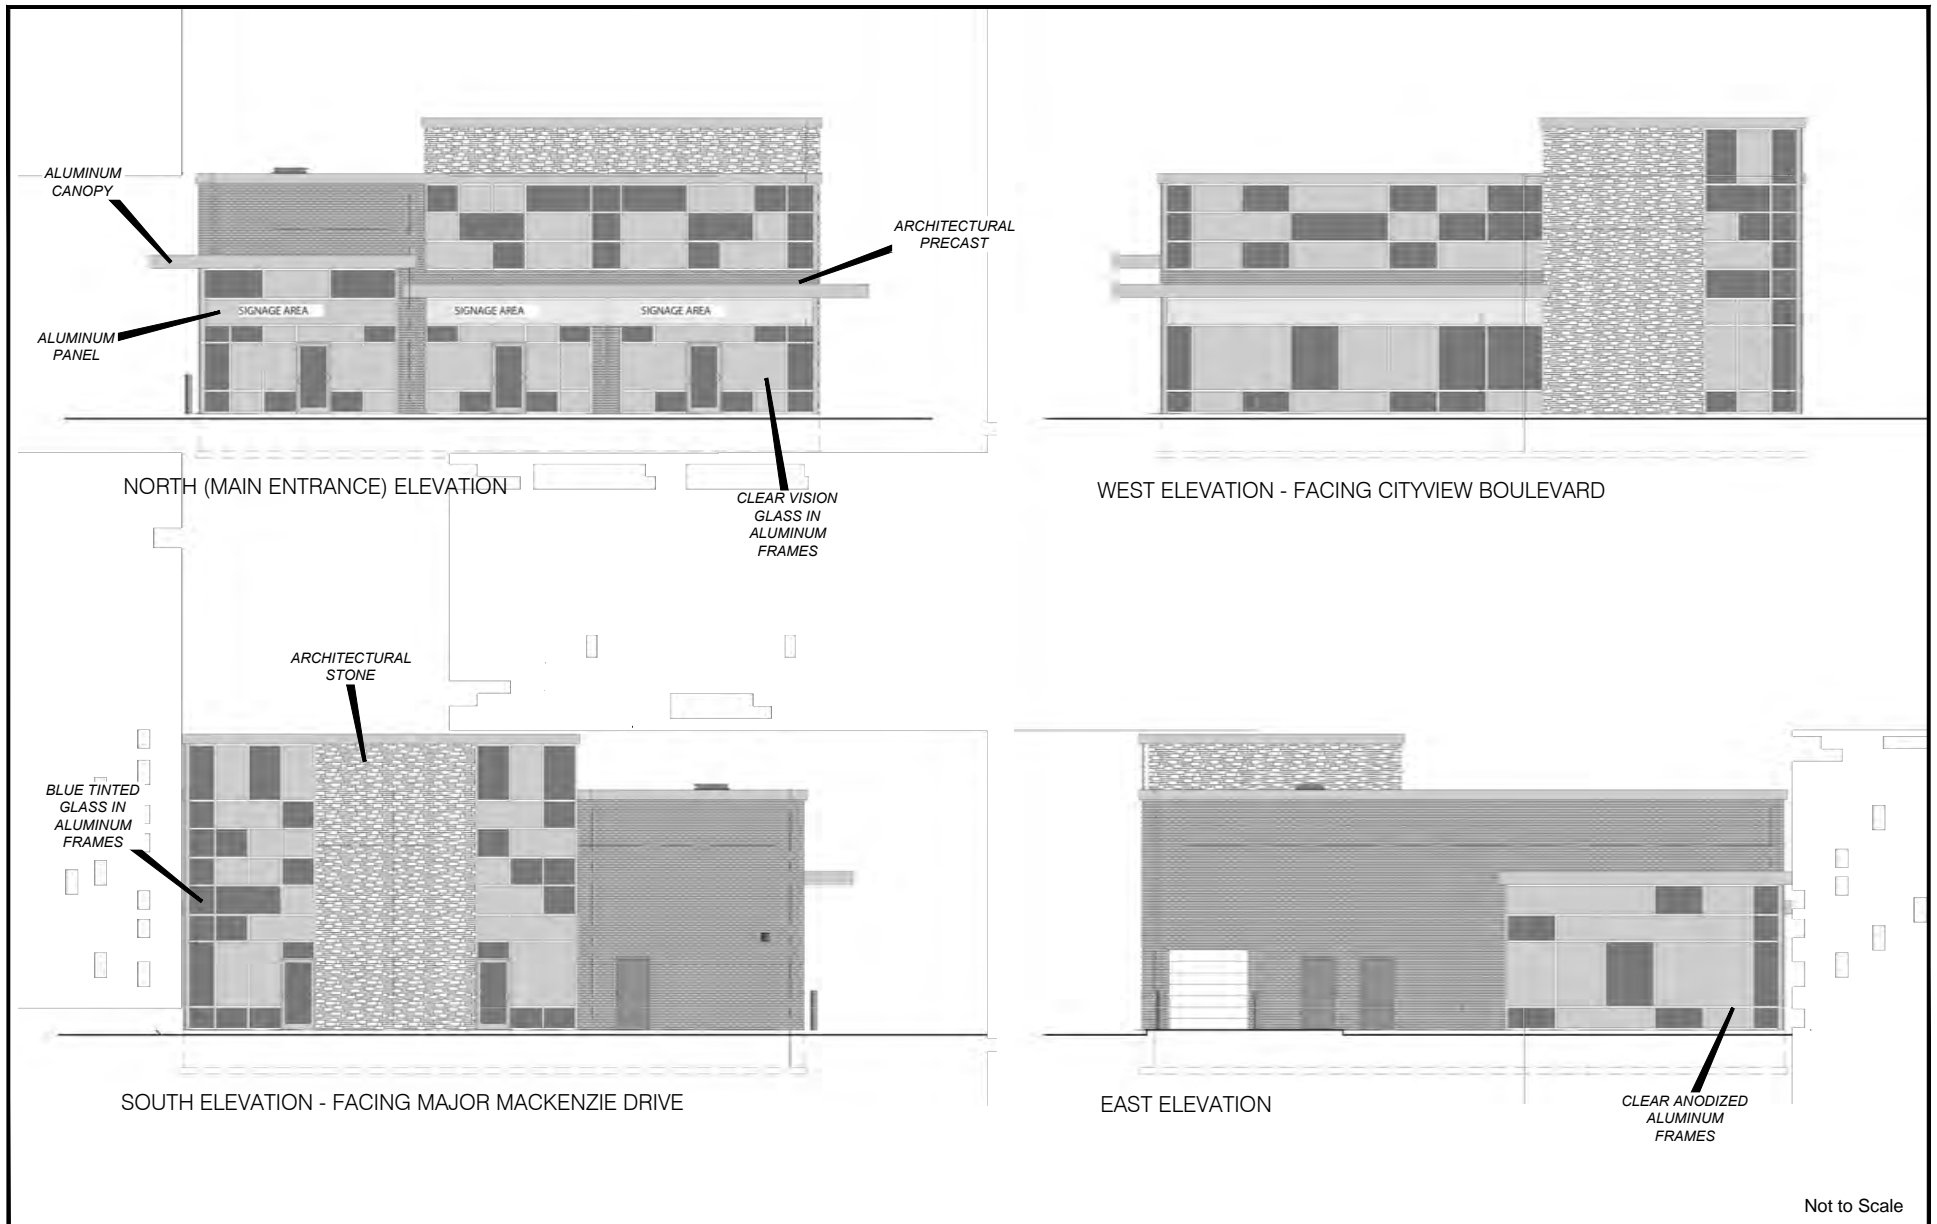 ALUMINUM
CANOPY
ARCHITECTURAL
PRECAST
SIGNAGE AREA
SIGNAGE AREA
SIGNAGE AREA
ALUMINUM
PANEL
NORTH (MAIN ENTRANCE) ELEVATION
CLEAR VISION
GLASS IN
ALUMINUM
FRAMES
WEST ELEVATION - FACING CITYVIEW BOULEVARD
ARCHITECTURAL
STONE
BLUE TINTED
GLASS IN
ALUMINUM
FRAMES
SOUTH ELEVATION - FACING MAJOR MACKENZIE DRIVE
EAST ELEVATION
CLEAR ANODIZED
ALUMINUM
FRAMES
Not to Scale